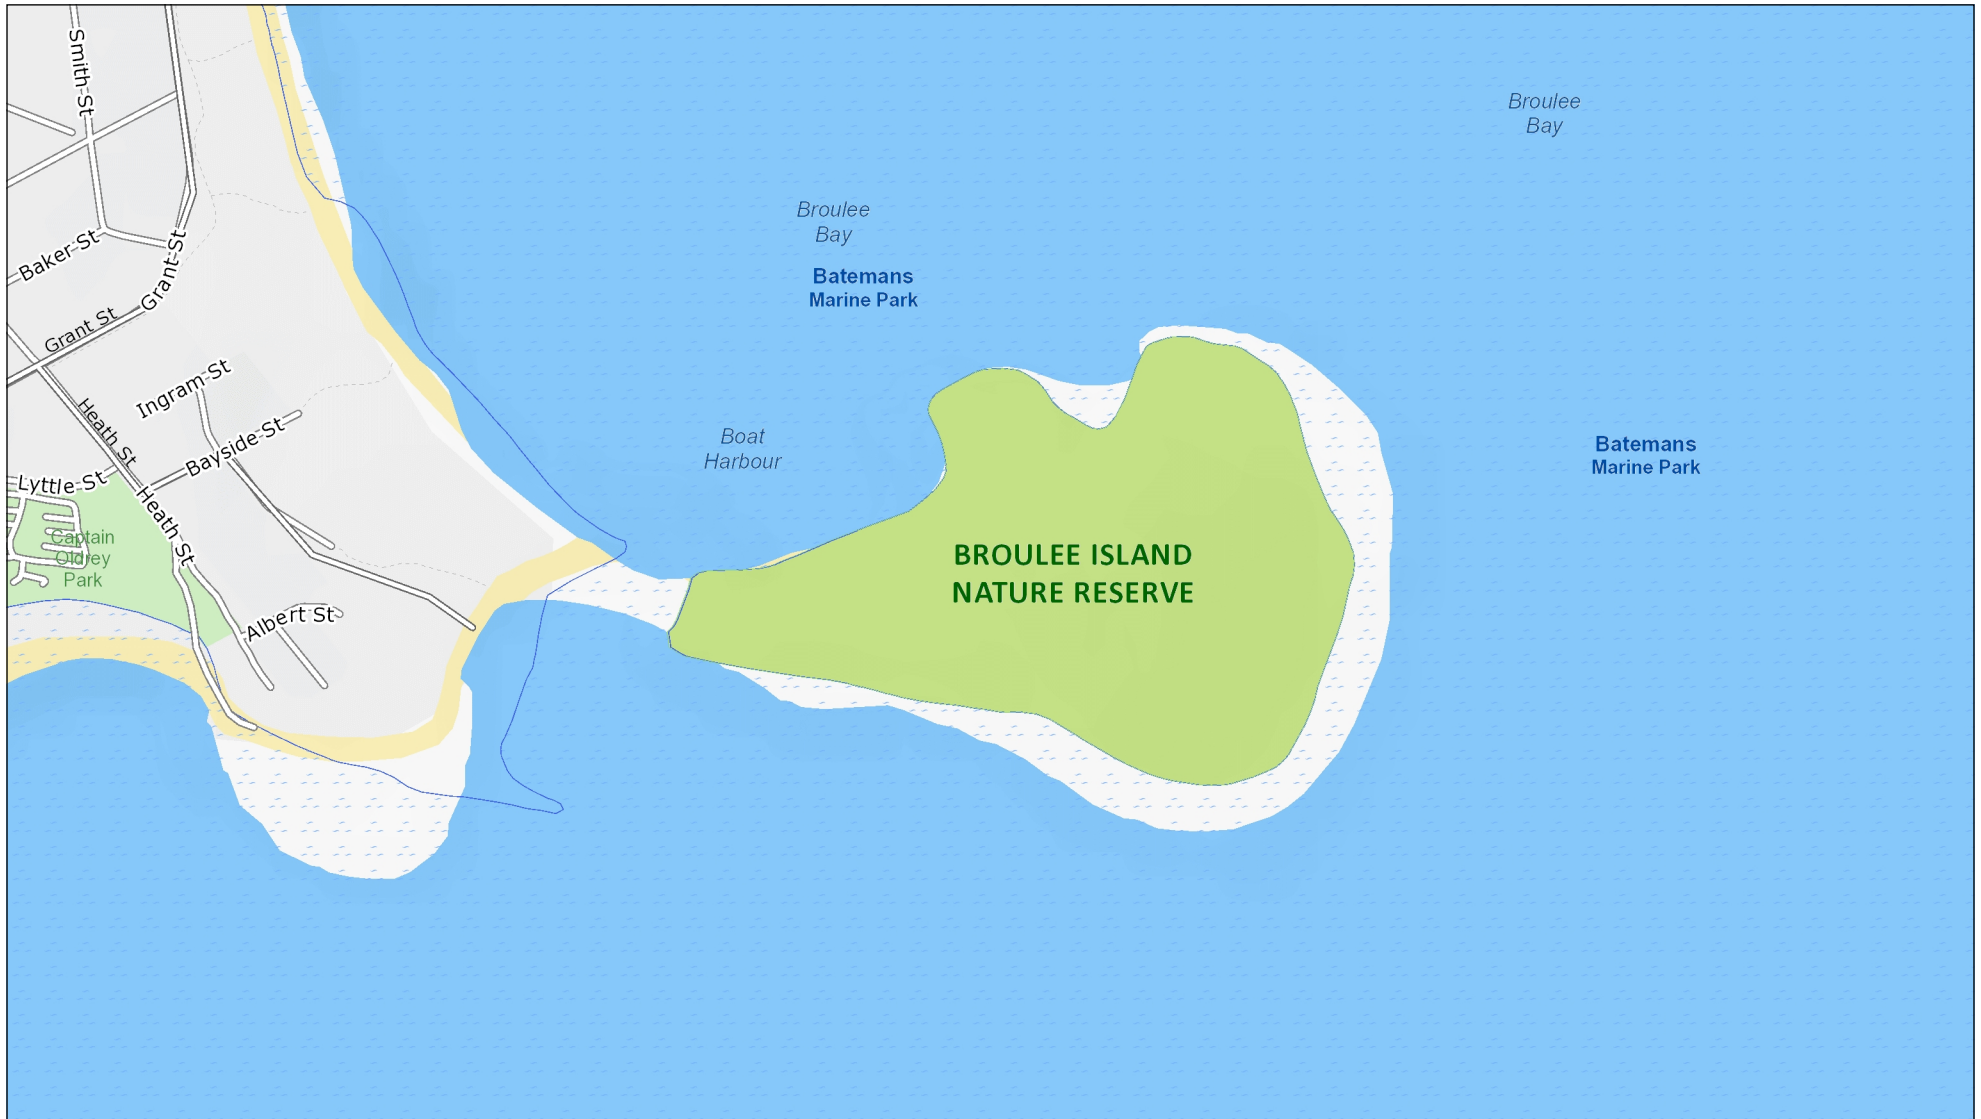 Smith St
Broulee
Bay
Broulee
Bay
Baker St
Grant St
Batemans
Marine Park
Grant St
Ingram St
Heath St
Bayside St
Boat
Harbour
Batemans
Marine Park
Lyttle St
Heath St
Captain
Oldrey
Park
BROULEE ISLAND
NATURE RESERVE
Albert St